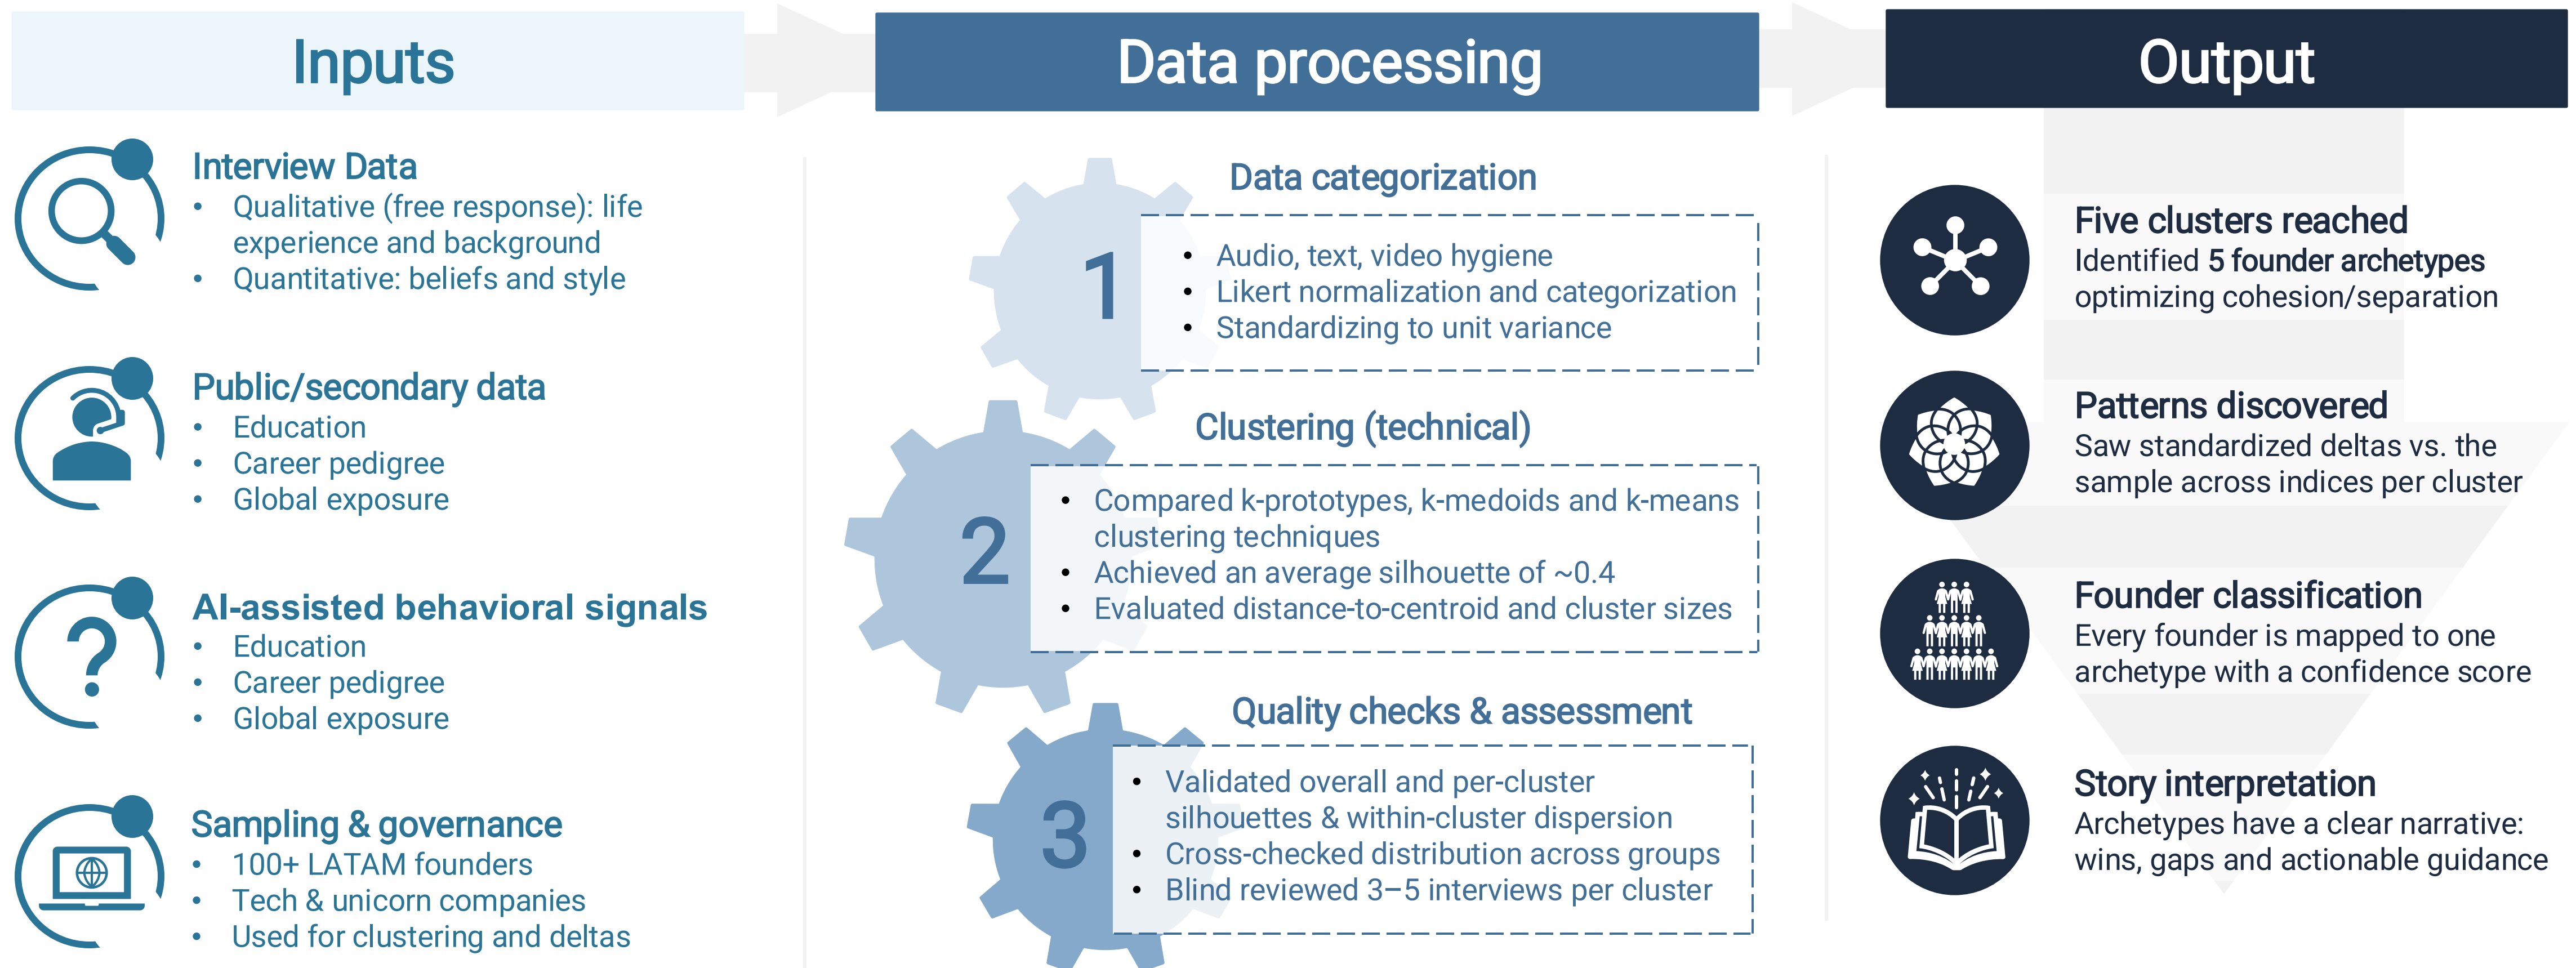 Inputs
Interview Data
• Qualitative (free response): life
experience and background
• Quantitative: beliefs and style
Public/secondary data
• Education
• Career pedigree
• Global exposure
AI-assisted behavioral signals
• Education
• Career pedigree
• Global exposure
Sampling & governance
• 100+ LATAM founders
• Tech & unicorn companies
• Used for clustering and deltas
Data processing
Data categorization
1
• Audio, text, video hygiene
• Likert normalization and categorization
• Standardizing to unit variance
Clustering (technical)
2
• Compared k-prototypes, k-medoids and k-means
clustering techniques
• Achieved an average silhouette of ~0.4
• Evaluated distance-to-centroid and cluster sizes
Quality checks & assessment
3
• Validated overall and per-cluster
silhouettes & within-cluster dispersion
• Cross-checked distribution across groups
• Blind reviewed 3–5 interviews per cluster
Output
Five clusters reached
Identified 5 founder archetypes
optimizing cohesion/separation
Patterns discovered
Saw standardized deltas vs. the
sample across indices per cluster
Founder classification
Every founder is mapped to one
archetype with a confidence score
Story interpretation
Archetypes have a clear narrative:
wins, gaps and actionable guidance